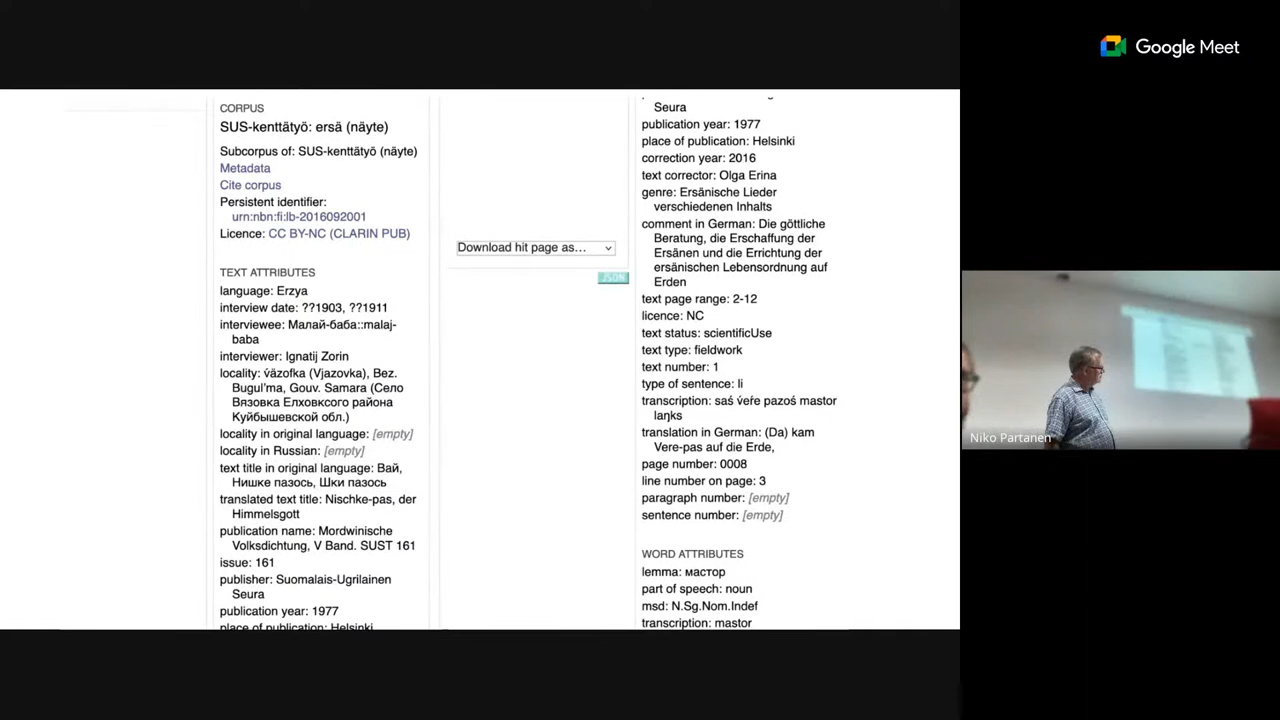 Google Meet
CORPUS
SUS-kenttätyö: ersä (näyte)
Subcorpus of: SUS-kenttätyö (näyte)
Metadata
Cite corpus
Persistent identifier:
urn:nbn:fi:lb-2016092001
Licence: CC BY-NC (CLARIN PUB)
TEXT ATTRIBUTES
language: Erzya
interview date: ??1903, ??1911
interviewee: Малай-баба::malaj-
baba
interviewer: Ignatij Zorin
locality: v́äzofka (Vjazovka), Bez.
Bugul'ma, Gouv. Samara (Село
Вязовка Елховксого района
Куйбышевской обл.)
locality in original language: [empty]
locality in Russian: [empty]
text title in original language: Вай,
Нишке пазось, Шки пазось
translated text title: Nischke-pas, der
Himmelsgott
publication name: Mordwinische
Volksdichtung, V Band. SUST 161
issue: 161
publisher: Suomalais-Ugrilainen
Seura
publication year: 1977
place of publication: Helsinki
Download hit page as...
JSON
Seura
publication year: 1977
place of publication: Helsinki
correction year: 2016
text corrector: Olga Erina
genre: Ersänische Lieder
verschiedenen Inhalts
comment in German: Die göttliche
Beratung, die Erschaffung der
Ersänen und die Errichtung der
ersänischen Lebensordnung auf
Erden
text page range: 2-12
licence: NC
text status: scientificUse
text type: fieldwork
text number: 1
type of sentence: li
transcription: saś v́eŕe pazoś mastor
laŋks
translation in German: (Da) kam
Vere-pas auf die Erde,
page number: 0008
line number on page: 3
paragraph number: [empty]
sentence number: [empty]
WORD ATTRIBUTES
lemma: мастор
part of speech: noun
msd: N.Sg.Nom.Indef
transcription: mastor
Niko Partanen